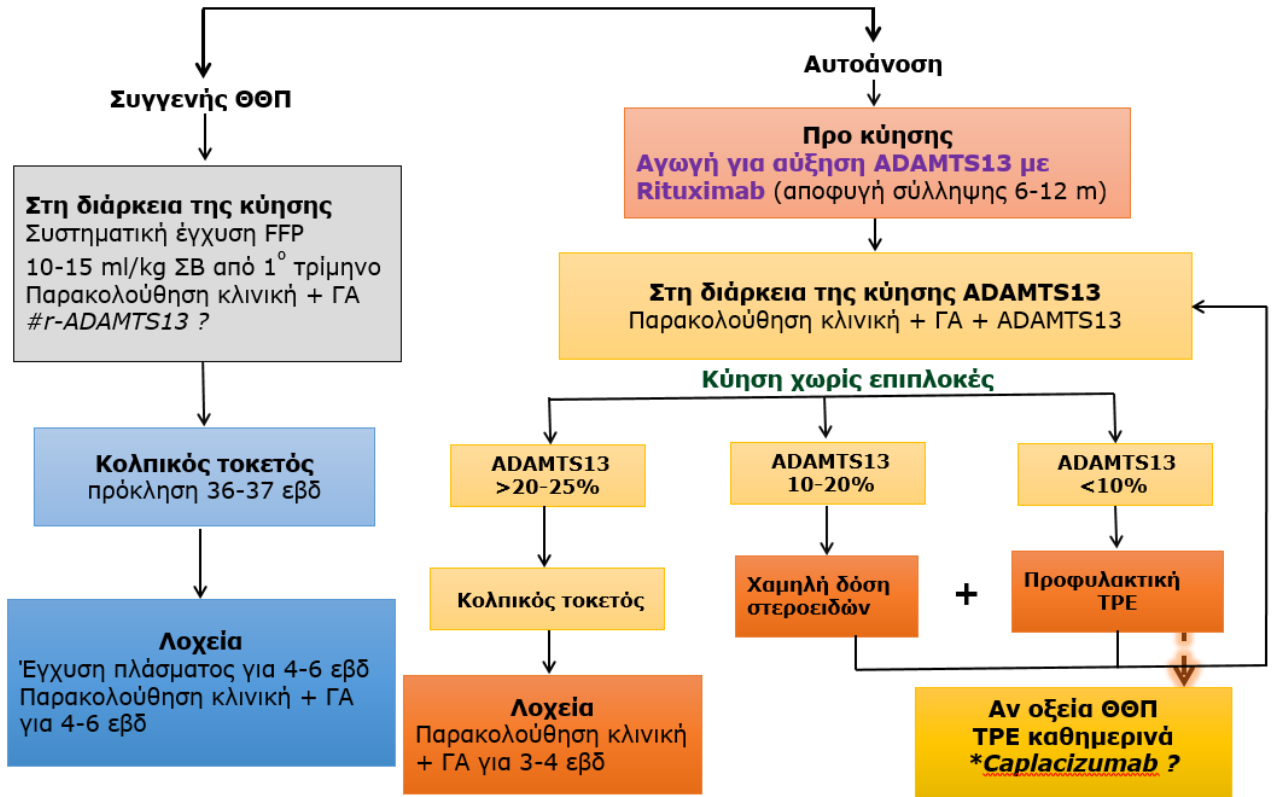 Συγγενής ΘΘΠ
Στη διάρκεια της κύησης
Συστηματική έγχυση FFP
10-15 ml/kg ΣΒ από 1ο τρίμηνο
Παρακολούθηση κλινική + ΓΑ
#r-ADAMTS13 ?
Κολπικός τοκετός
πρόκληση 36-37 εβδ
Λοχεία
Έγχυση πλάσματος για 4-6 εβδ
Παρακολούθηση κλινική + ΓΑ
για 4-6 εβδ
Αυτοάνοση
Προ κύησης
Αγωγή για αύξηση ADAMTS13 με
Rituximab (αποφυγή σύλληψης 6-12 m)
Στη διάρκεια της κύησης ADAMTS13
Παρακολούθηση κλινική + ΓΑ + ADAMTS13
Κύηση χωρίς επιπλοκές
ADAMTS13
>20-25%
Κολπικός τοκετός
Λοχεία
Παρακολούθηση κλινική
+ ΓΑ για 3-4 εβδ
ADAMTS13
10-20%
Χαμηλή δόση
στεροειδών
+
ADAMTS13
<10%
Προφυλακτική
TPE
Αν οξεία ΘΘΠ
TPE καθημερινά
*Caplacizumab ?